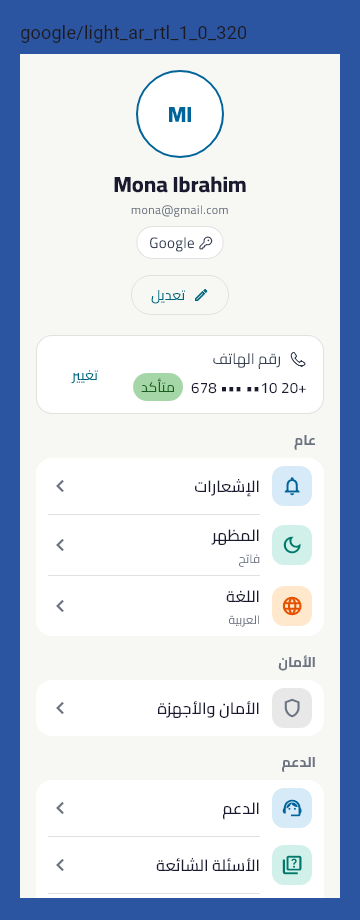 google/light_ar_rtl_1_0_320
MI
Mona Ibrahim
mona@gmail.com
Google
تعديل
رقم الهاتف
+20 10•• ••• 678
متأكد
تغيير
عام
الإشعارات
المظهر
فاتح
اللغة
العربية
الأمان
الأمان والأجهزة
الدعم
الدعم
الأسئلة الشائعة